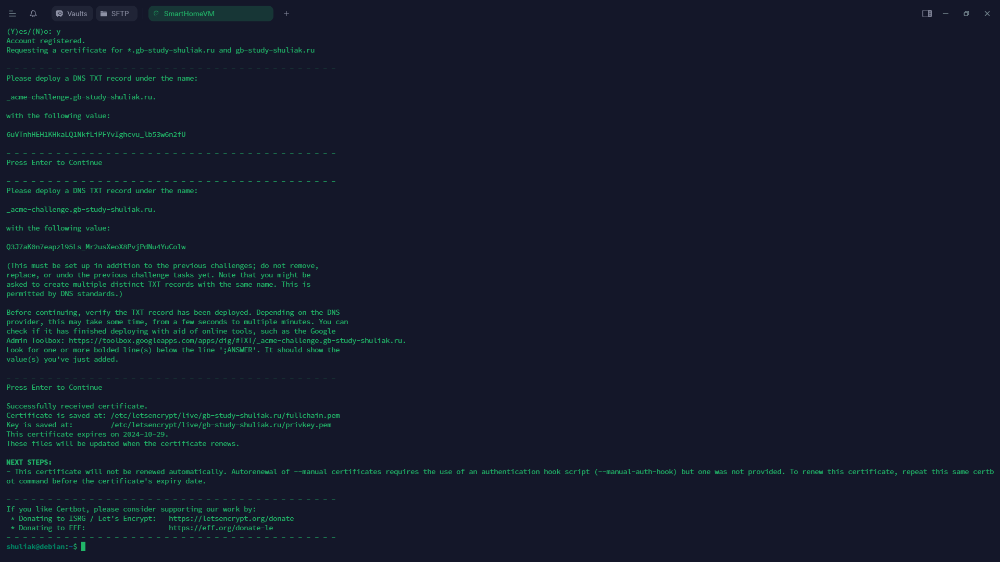 Vaults
SFTP
SmartHomeVM
(Y)es/(N)o: y
Account registered.
Requesting a certificate for *.gb-study-shuliak.ru and gb-study-shuliak.ru
- - - - - - - - - - - - - - - - - - - - - - - - - - - - - - - - - - - - - - - -
Please deploy a DNS TXT record under the name:
_acme-challenge.gb-study-shuliak.ru.
with the following value:
6uVTnhHEH1KHkaLQ1NkfLiPFYvIghcvu_lb53w6n2fU
- - - - - - - - - - - - - - - - - - - - - - - - - - - - - - - - - - - - - - - -
Press Enter to Continue
- - - - - - - - - - - - - - - - - - - - - - - - - - - - - - - - - - - - - - - -
Please deploy a DNS TXT record under the name:
_acme-challenge.gb-study-shuliak.ru.
with the following value:
Q3J7aK0n7eapzl95Ls_Mr2usXeoX8PvjPdNu4YuColw
(This must be set up in addition to the previous challenges; do not remove,
replace, or undo the previous challenge tasks yet. Note that you might be
asked to create multiple distinct TXT records with the same name. This is
permitted by DNS standards.)
Before continuing, verify the TXT record has been deployed. Depending on the DNS
provider, this may take some time, from a few seconds to multiple minutes. You can
check if it has finished deploying with aid of online tools, such as the Google
Admin Toolbox: https://toolbox.googleapps.com/apps/dig/#TXT/_acme-challenge.gb-study-shuliak.ru.
Look for one or more bolded line(s) below the line ';ANSWER'. It should show the
value(s) you've just added.
- - - - - - - - - - - - - - - - - - - - - - - - - - - - - - - - - - - - - - - -
Press Enter to Continue
Successfully received certificate.
Certificate is saved at: /etc/letsencrypt/live/gb-study-shuliak.ru/fullchain.pem
Key is saved at:         /etc/letsencrypt/live/gb-study-shuliak.ru/privkey.pem
This certificate expires on 2024-10-29.
These files will be updated when the certificate renews.
NEXT STEPS:
- This certificate will not be renewed automatically. Autorenewal of --manual certificates requires the use of an authentication hook script (--manual-auth-hook) but one was not provided. To renew this certificate, repeat this same certb
ot command before the certificate's expiry date.
- - - - - - - - - - - - - - - - - - - - - - - - - - - - - - - - - - - - - - - -
If you like Certbot, please consider supporting our work by:
 * Donating to ISRG / Let's Encrypt:   https://letsencrypt.org/donate
 * Donating to EFF:                    https://eff.org/donate-le
- - - - - - - - - - - - - - - - - - - - - - - - - - - - - - - - - - - - - - - -
shuliak@debian:~$